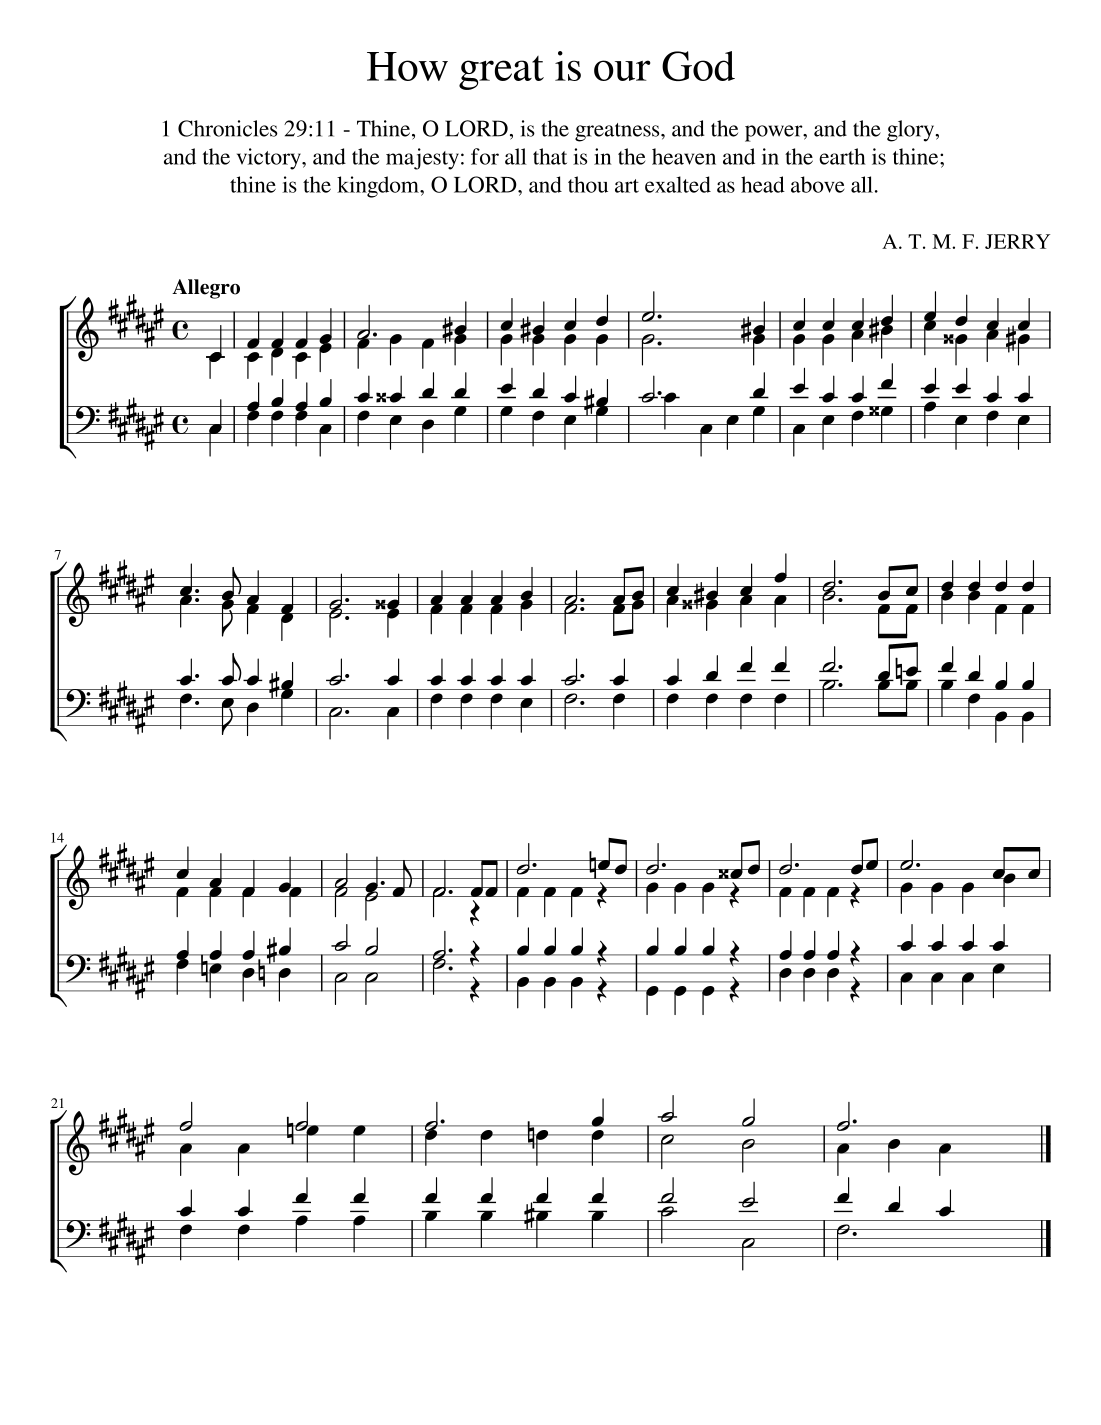 How great is our God
1 Chronicles 29:11 - Thine, O LORD, is the greatness, and the power, and the glory,
and the victory, and the majesty: for all that is in the heaven and in the earth is thine;
thine is the kingdom, O LORD, and thou art exalted as head above all.
A. T. M. F. JERRY
Allegro
7
14
21